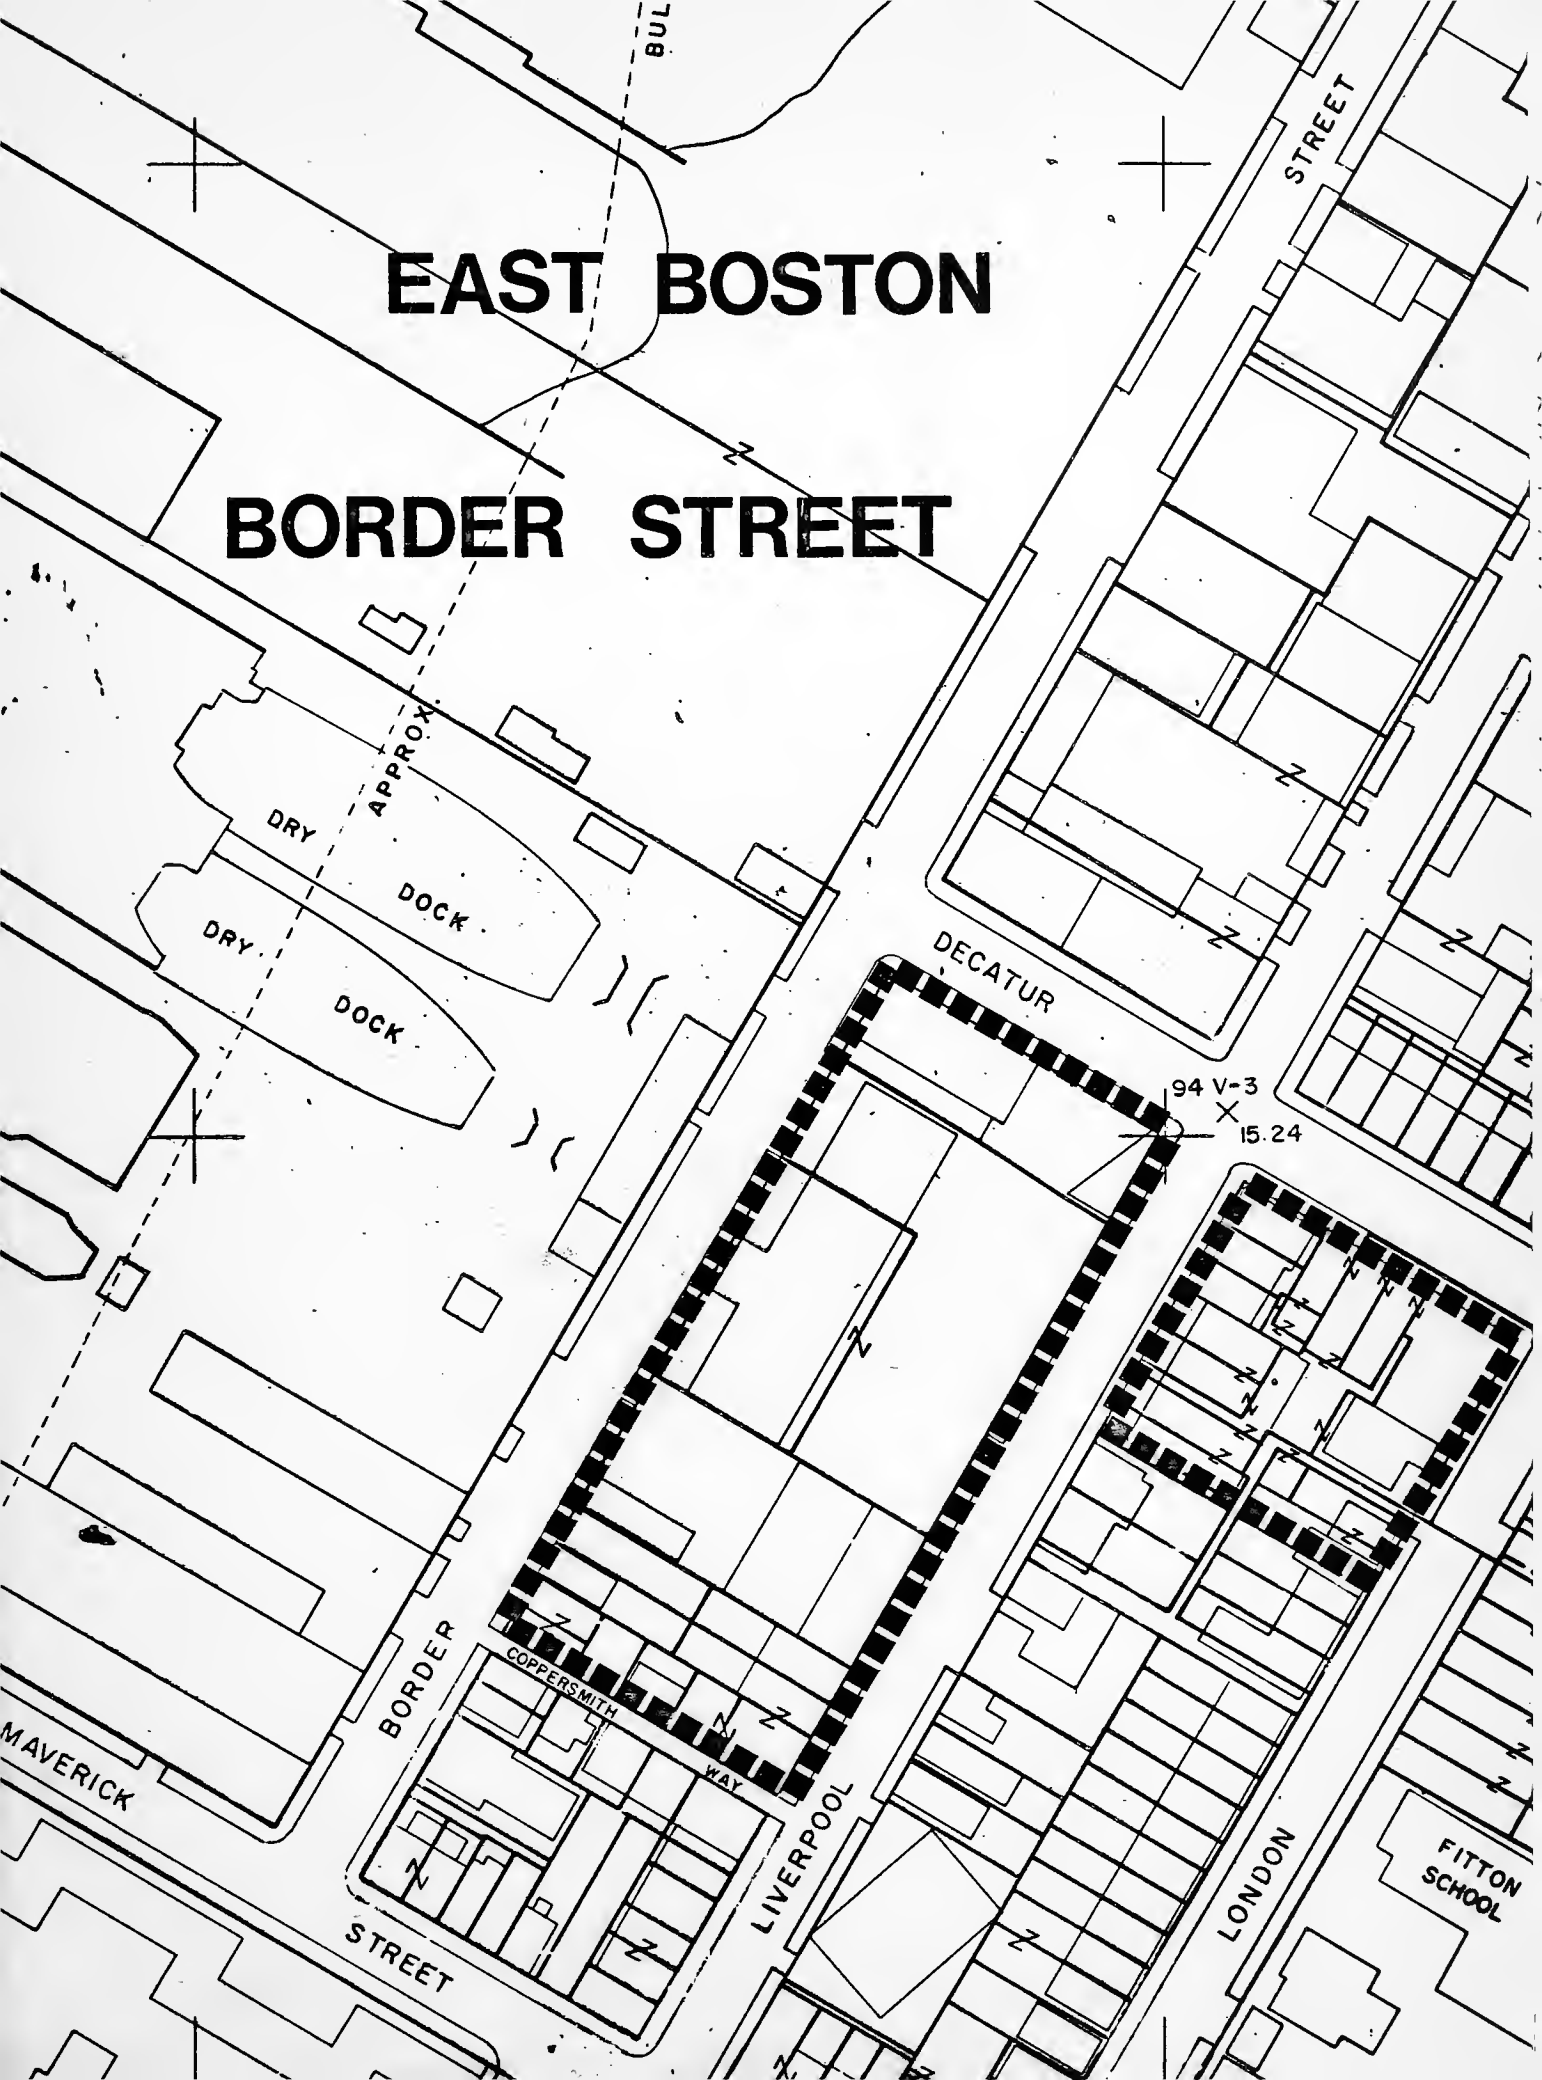 BUL
STREET
EAST BOSTON
BORDER STREET
APPROX.
DRY DOCK
DRY DOCK
DECATUR
94 V-3
15.24
BORDER
COPPERSMITH WAY
MAVERICK STREET
LIVERPOOL
LONDON
FITTON
SCHOOL